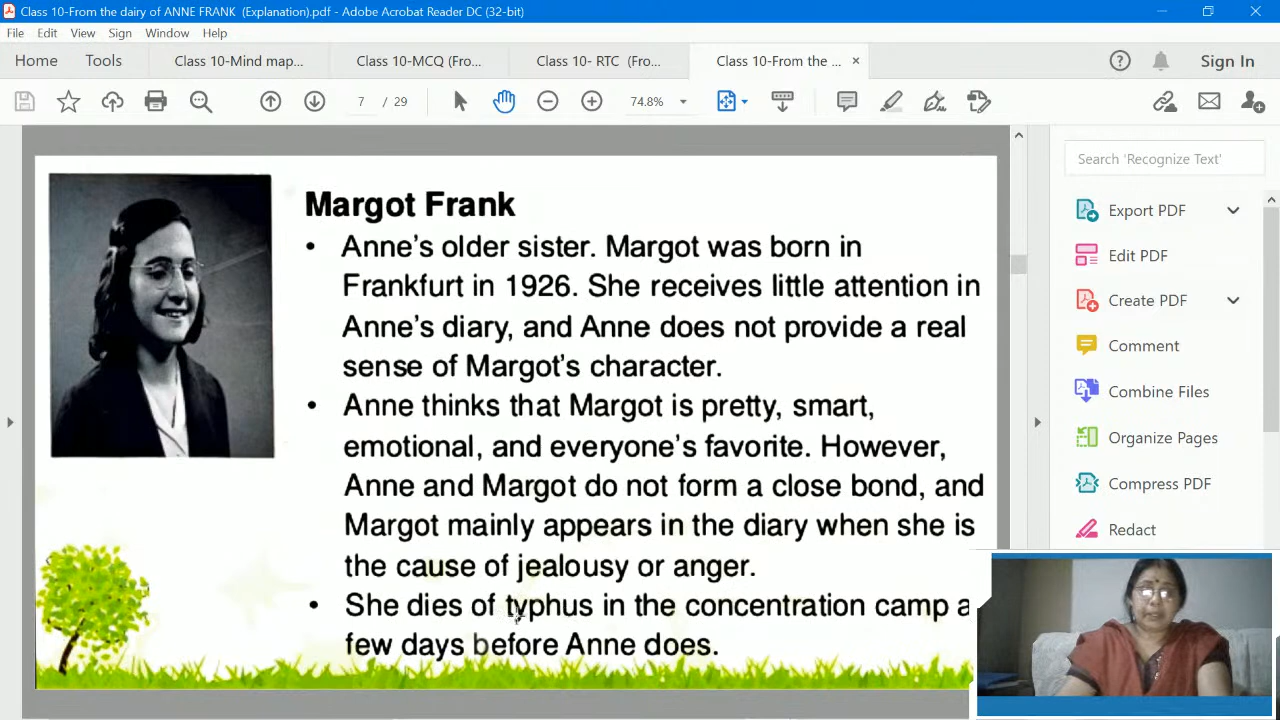 Class 10-From the dairy of ANNE FRANK (Explanation).pdf - Adobe Acrobat Reader DC (32-bit)
File Edit View Sign Window Help
Home Tools Class 10-Mind map... Class 10-MCQ (Fro... Class 10- RTC (Fro... Class 10-From the ... ×
7 / 29 74.8% Sign In
Search 'Recognize Text'
Export PDF
Edit PDF
Create PDF
Comment
Combine Files
Organize Pages
Compress PDF
Redact
Margot Frank
• Anne's older sister. Margot was born in
Frankfurt in 1926. She receives little attention in
Anne's diary, and Anne does not provide a real
sense of Margot's character.
• Anne thinks that Margot is pretty, smart,
emotional, and everyone's favorite. However,
Anne and Margot do not form a close bond, and
Margot mainly appears in the diary when she is
the cause of jealousy or anger.
• She dies of typhus in the concentration camp a
few days before Anne does.